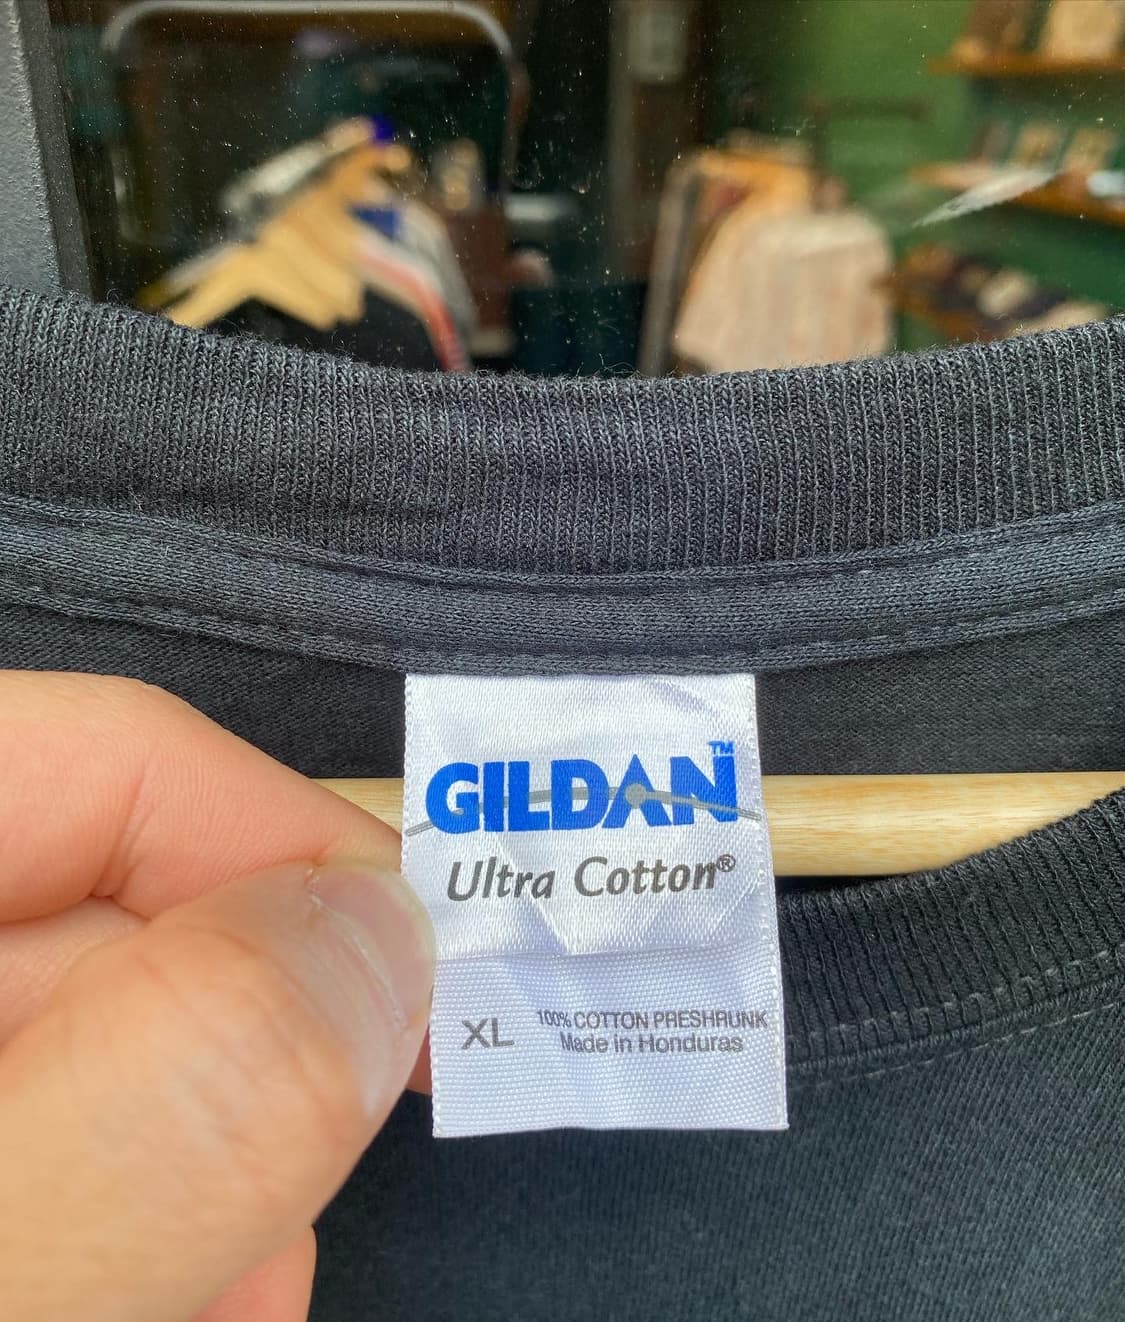 GILDAN™
Ultra Cotton®
XL
100% COTTON PRESHRUNK
Made in Honduras